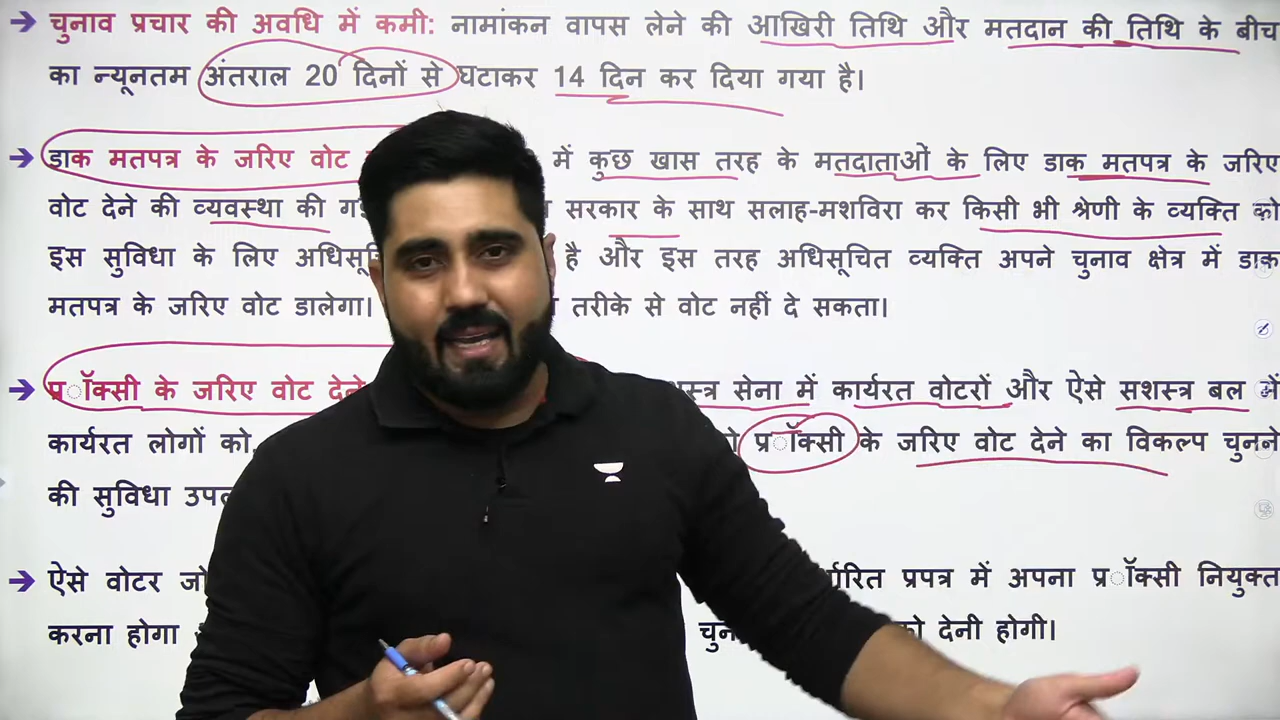 ➔ चुनाव प्रचार की अवधि में कमी: नामांकन वापस लेने की आखिरी तिथि और मतदान की तिथि के बीच
का न्यूनतम अंतराल 20 दिनों से घटाकर 14 दिन कर दिया गया है।
➔ डाक मतपत्र के जरिए वोट में कुछ खास तरह के मतदाताओं के लिए डाक मतपत्र के जरिए
वोट देने की व्यवस्था की सरकार के साथ सलाह-मशविरा कर किसी भी श्रेणी के व्यक्ति को
इस सुविधा के लिए है और इस तरह अधिसूचित व्यक्ति अपने चुनाव क्षेत्र में डाक
मतपत्र के जरिए वोट डालेगा। तरीके से वोट नहीं दे सकता।
➔ प्रॉक्सी के जरिए वोट देने सेना में कार्यरत वोटरों और ऐसे सशस्त्र बल में
कार्यरत लोगों को, प्रॉक्सी के जरिए वोट देने का विकल्प चुनने
की सुविधा
➔ ऐसे वोटर प्रपत्र में अपना प्रॉक्सी नियुक्त
करना होगा को देनी होगी।